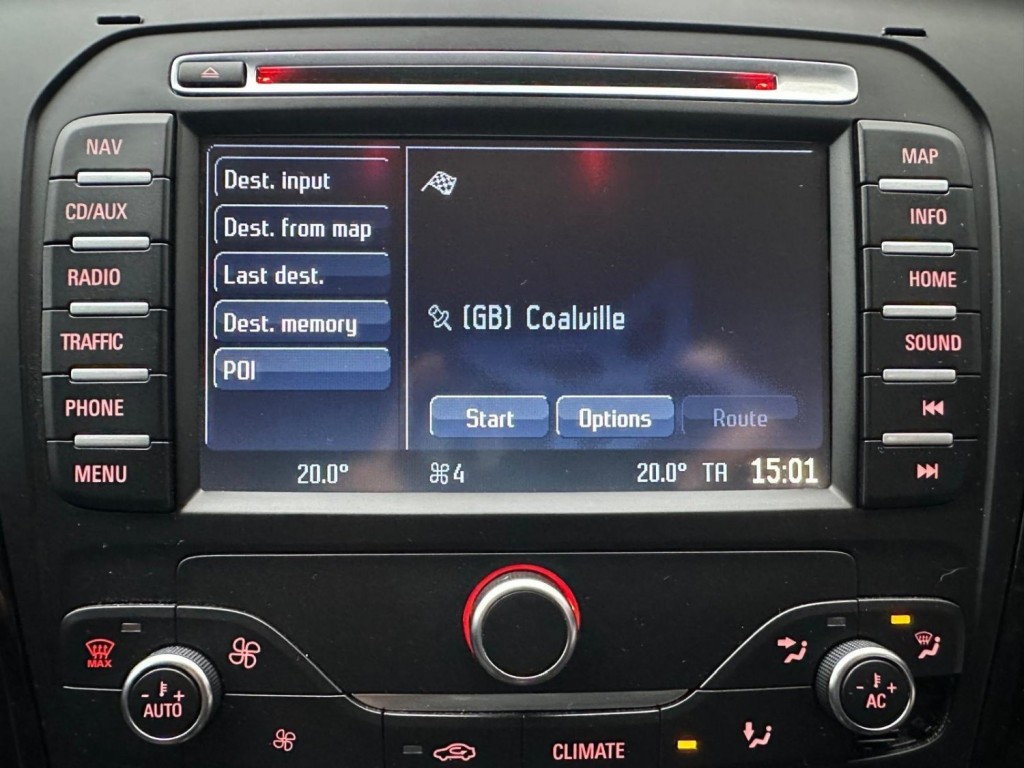 NAV
CD/AUX
RADIO
TRAFFIC
PHONE
MENU
Dest. input
Dest. from map
Last dest.
Dest. memory
POI
(GB) Coalville
Start Options Route
20.0° 4 20.0° TA 15:01
MAP
INFO
HOME
SOUND
MAX
- + AUTO
- + AC
CLIMATE